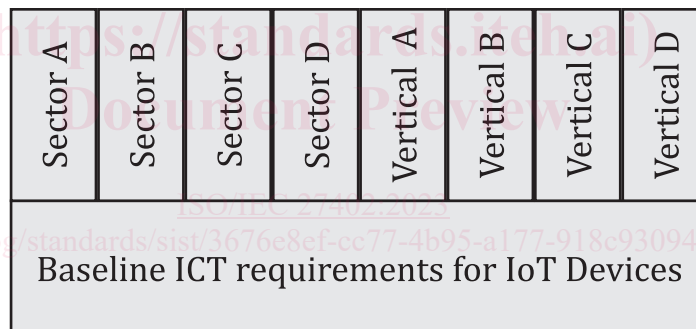 https://standards.iteh.ai)
Document Preview
Sector A
Sector B
Sector C
Sector D
Vertical A
Vertical B
Vertical C
Vertical D
ISO/IEC 27402:2023
g/standards/sist/3676e8ef-cc77-4b95-a177-918c93094
Baseline ICT requirements for IoT Devices